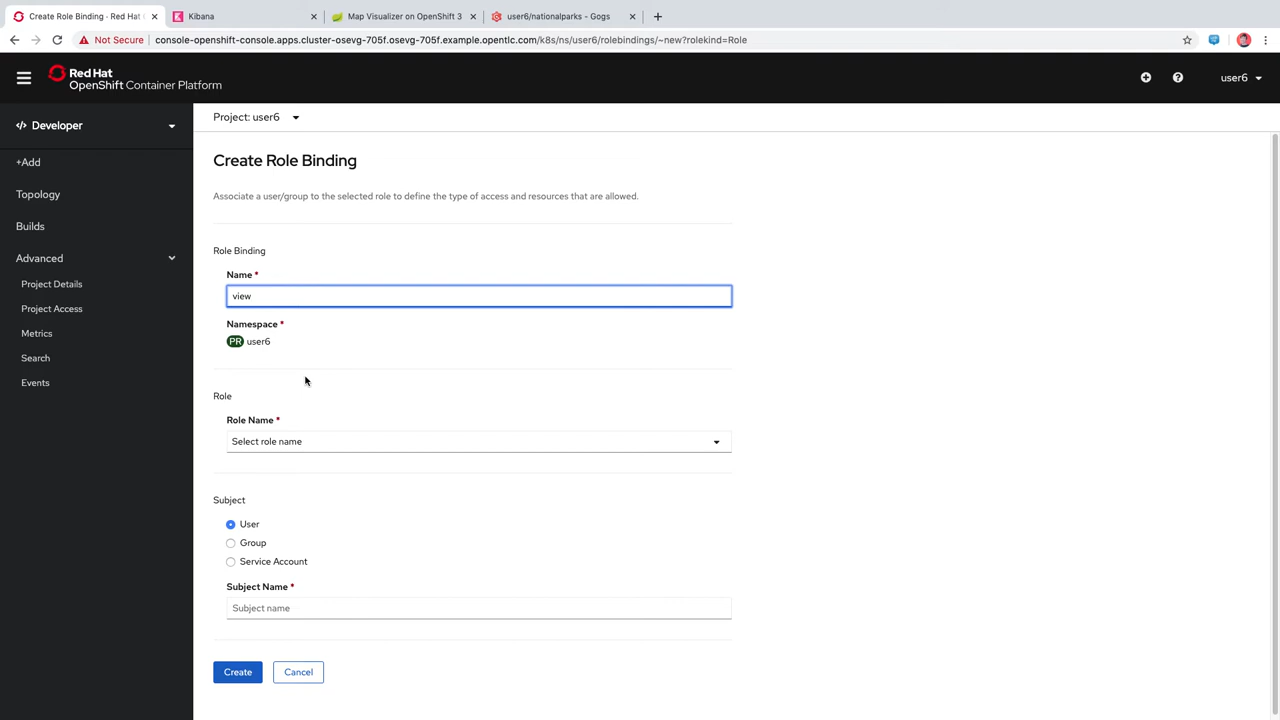 Create Role Binding · Red Hat
Kibana
Map Visualizer on OpenShift 3
user6/nationalparks - Gogs
Not Secure
console-openshift-console.apps.cluster-osevg-705f.osevg-705f.example.opentlc.com/k8s/ns/user6/rolebindings/~new?rolekind=Role
Red Hat
OpenShift Container Platform
user6
Developer
Project: user6
+Add
Topology
Builds
Advanced
Project Details
Project Access
Metrics
Search
Events
Create Role Binding
Associate a user/group to the selected role to define the type of access and resources that are allowed.
Role Binding
Name *
view
Namespace *
PR user6
Role
Role Name *
Select role name
Subject
User
Group
Service Account
Subject Name *
Subject name
Create
Cancel